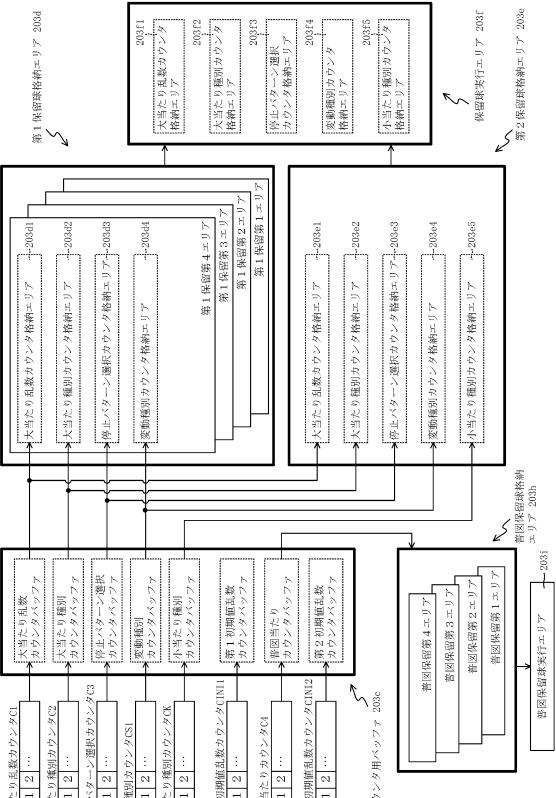 たり乱数カウンタC1
1 2 …
たり種別カウンタC2
1 2 …
パターン選択カウンタC3
1 2 …
種別カウンタCS1
1 2 …
たり種別カウンタCK
1 2 …
初期値乱数カウンタCINI1
1 2 …
当たりカウンタC4
1 2 …
初期値乱数カウンタCINI2
1 2 …
ウンタ用バッファ 203c
大当たり乱数
カウンタバッファ
大当たり種別
カウンタバッファ
停止パターン選択
カウンタバッファ
変動種別
カウンタバッファ
小当たり種別
カウンタバッファ
第1初期値乱数
カウンタバッファ
普図当たり
カウンタバッファ
第2初期値乱数
カウンタバッファ
第1保留球格納エリア 203d
大当たり乱数カウンタ格納エリア
203d1
大当たり種別カウンタ格納エリア
203d2
停止パターン選択カウンタ格納エリア
203d3
変動種別カウンタ格納エリア
203d4
第1保留第4エリア
第1保留第3エリア
第1保留第2エリア
第1保留第1エリア
第2保留球格納エリア 203e
大当たり乱数カウンタ格納エリア
203e1
大当たり種別カウンタ格納エリア
203e2
停止パターン選択カウンタ格納エリア
203e3
変動種別カウンタ格納エリア
203e4
小当たり種別カウンタ格納エリア
203e5
保留球実行エリア 203f
203f1
大当たり乱数カウンタ
格納エリア
203f2
大当たり種別カウンタ
格納エリア
203f3
停止パターン選択
カウンタ格納エリア
203f4
変動種別カウンタ
格納エリア
203f5
小当たり種別カウンタ
格納エリア
普図保留球格納
エリア 203h
普図保留第4エリア
普図保留第3エリア
普図保留第2エリア
普図保留第1エリア
普図保留球実行エリア
203i